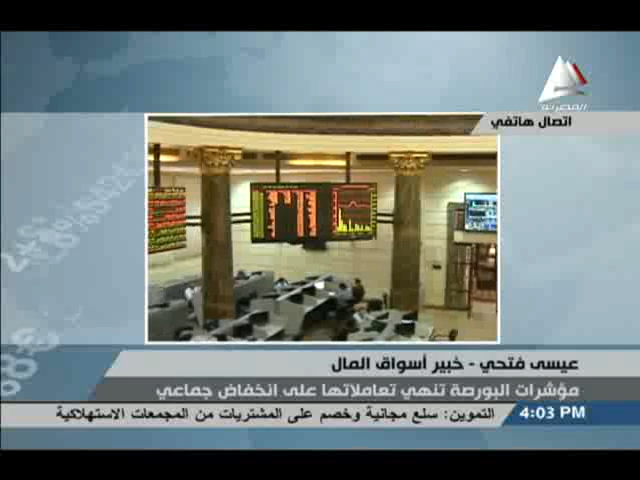 المصرية
اتصال هاتفي
عيسى فتحي - خبير أسواق المال
مؤشرات البورصة تنهي تعاملاتها على إنخفاض جماعي
التموين: سلع مجانية وخصم على المشتريات من المجمعات الاستهلاكية
4:03 PM